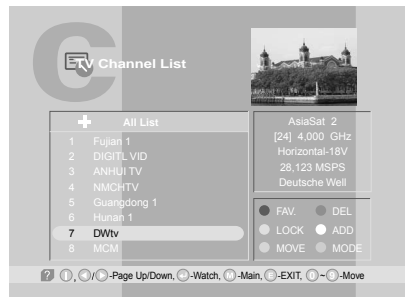 TV Channel List
All List
1 Fujian 1
2 DIGITL VID
3 ANHUI TV
4 NMCHTV
5 Guangdong 1
6 Hunan 1
7 DWtv
8 MCM
AsiaSat 2
[24] 4,000 GHz
Horizontal-18V
28,123 MSPS
Deutsche Well
FAV. DEL
LOCK ADD
MOVE MODE
? / -Page Up/Down, -Watch, M -Main, E -EXIT, 0 ~ 9 -Move